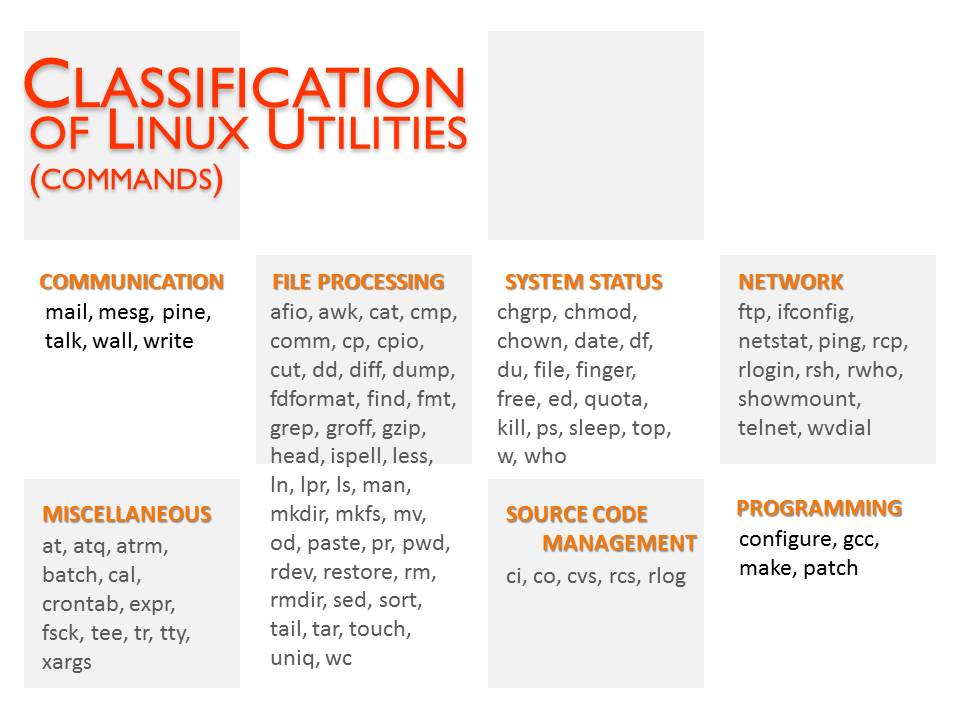 CLASSIFICATION
OF LINUX UTILITIES
(COMMANDS)
COMMUNICATION
mail, mesg, pine,
talk, wall, write
FILE PROCESSING
afio, awk, cat, cmp,
comm, cp, cpio,
cut, dd, diff, dump,
fdformat, find, fmt,
grep, groff, gzip,
head, ispell, less,
ln, lpr, ls, man,
mkdir, mkfs, mv,
od, paste, pr, pwd,
rdev, restore, rm,
rmdir, sed, sort,
tail, tar, touch,
uniq, wc
SYSTEM STATUS
chgrp, chmod,
chown, date, df,
du, file, finger,
free, ed, quota,
kill, ps, sleep, top,
w, who
NETWORK
ftp, ifconfig,
netstat, ping, rcp,
rlogin, rsh, rwho,
showmount,
telnet, wvdial
MISCELLANEOUS
at, atq, atrm,
batch, cal,
crontab, expr,
fsck, tee, tr, tty,
xargs
SOURCE CODE
MANAGEMENT
ci, co, cvs, rcs, rlog
PROGRAMMING
configure, gcc,
make, patch